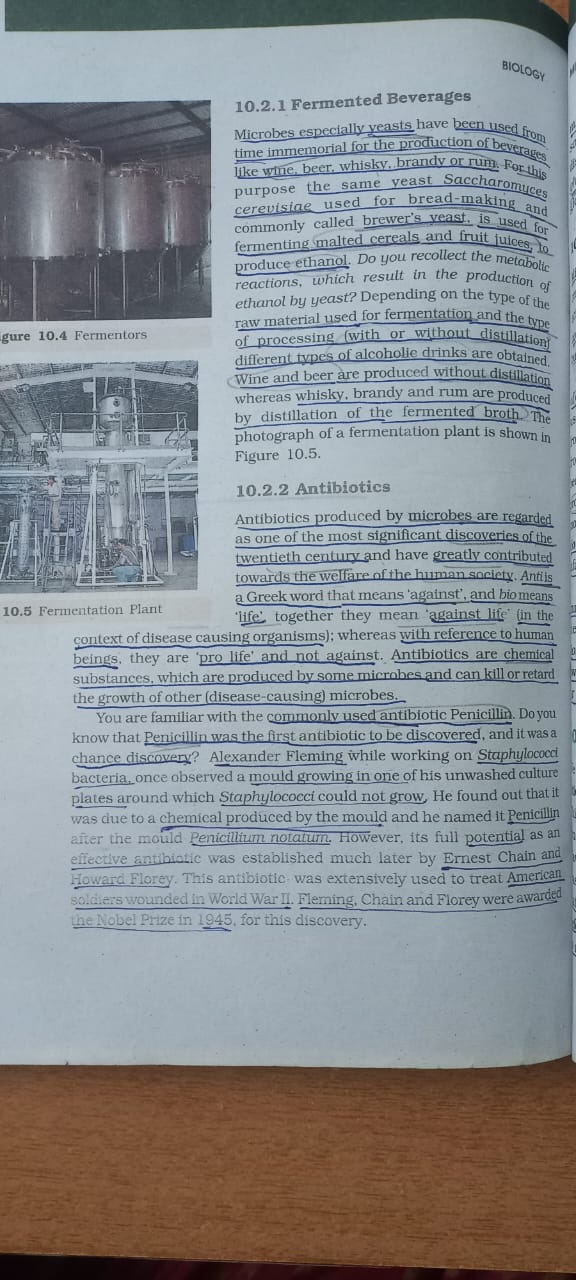 BIOLOGY
10.2.1 Fermented Beverages
Microbes especially yeasts have been used from
time immemorial for the production of beverages
like wine, beer, whisky, brandy or rum. For this
purpose the same yeast Saccharomyces
cerevisiae used for bread-making and
commonly called brewer's yeast, is used for
fermenting malted cereals and fruit juices, to
produce ethanol. Do you recollect the metabolic
reactions, which result in the production of
ethanol by yeast? Depending on the type of the
raw material used for fermentation and the type
of processing (with or without distillation)
different types of alcoholic drinks are obtained.
Wine and beer are produced without distillation
whereas whisky, brandy and rum are produced
by distillation of the fermented broth. The
photograph of a fermentation plant is shown in
Figure 10.5.
gure 10.4 Fermentors
10.5 Fermentation Plant
10.2.2 Antibiotics
Antibiotics produced by microbes are regarded
as one of the most significant discoveries of the
twentieth century and have greatly contributed
towards the welfare of the human society. Anti is
a Greek word that means 'against', and bio means
'life', together they mean 'against life' (in the
context of disease causing organisms); whereas with reference to human
beings, they are 'pro life' and not against. Antibiotics are chemical
substances, which are produced by some microbes and can kill or retard
the growth of other (disease-causing) microbes.
You are familiar with the commonly used antibiotic Penicillin. Do you
know that Penicillin was the first antibiotic to be discovered, and it was a
chance discovery? Alexander Fleming while working on Staphylococci
bacteria, once observed a mould growing in one of his unwashed culture
plates around which Staphylococci could not grow. He found out that it
was due to a chemical produced by the mould and he named it Penicillin
after the mould Penicillium notatum. However, its full potential as an
effective antibiotic was established much later by Ernest Chain and
Howard Florey. This antibiotic was extensively used to treat American
soldiers wounded in World War II. Fleming, Chain and Florey were awarded
the Nobel Prize in 1945, for this discovery.